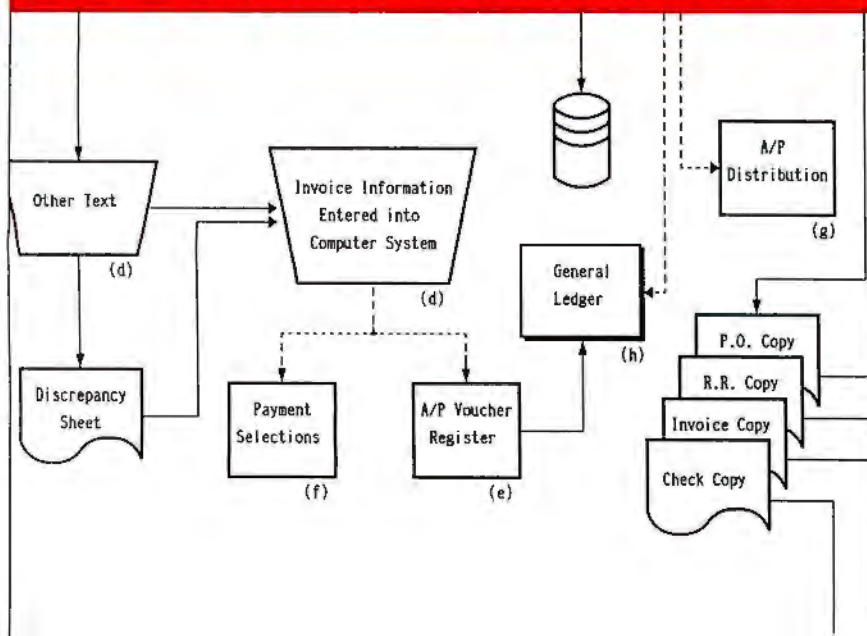 Other Text
(d)
Invoice Information
Entered into
Computer System
(d)
A/P
Distribution
(g)
General
Ledger
(h)
Discrepancy
Sheet
Payment
Selections
(f)
A/P Voucher
Register
(e)
P.O. Copy
R.R. Copy
Invoice Copy
Check Copy